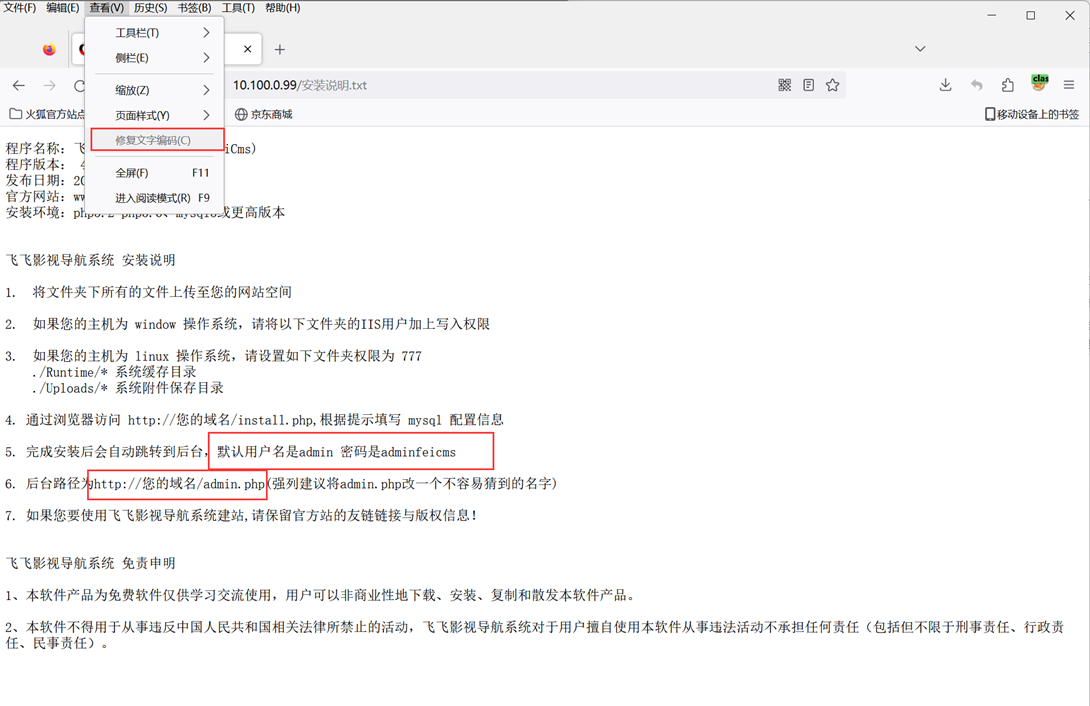 文件(F) 编辑(E) 查看(V) 历史(S) 书签(B) 工具(T) 帮助(H)
工具栏(T)
侧栏(E)
缩放(Z)
页面样式(Y)
修复文字编码(C)
全屏(F) F11
进入阅读模式(R) F9
10.100.0.99/安装说明.txt
火狐官方站点
京东商城
移动设备上的书签
程序名称: iCms)
程序版本:
发布日期: 20
官方网站: ww
安装环境: 或更高版本
飞飞影视导航系统 安装说明
1. 将文件夹下所有的文件上传至您的网站空间
2. 如果您的主机为 window 操作系统，请将以下文件夹的IIS用户加上写入权限
3. 如果您的主机为 linux 操作系统，请设置如下文件夹权限为 777
./Runtime/* 系统缓存目录
./Uploads/* 系统附件保存目录
4. 通过浏览器访问 http://您的域名/install.php,根据提示填写 mysql 配置信息
5. 完成安装后会自动跳转到后台，默认用户名是admin 密码是adminfeicms
6. 后台路径为http://您的域名/admin.php(强列建议将admin.php改一个不容易猜到的名字)
7. 如果您要使用飞飞影视导航系统建站,请保留官方站的友链链接与版权信息!
飞飞影视导航系统 免责申明
1、本软件产品为免费软件仅供学习交流使用，用户可以非商业性地下载、安装、复制和散发本软件产品。
2、本软件不得用于从事违反中国人民共和国相关法律所禁止的活动，飞飞影视导航系统对于用户擅自使用本软件从事违法活动不承担任何责任（包括但不限于刑事责任、行政责
任、民事责任）。